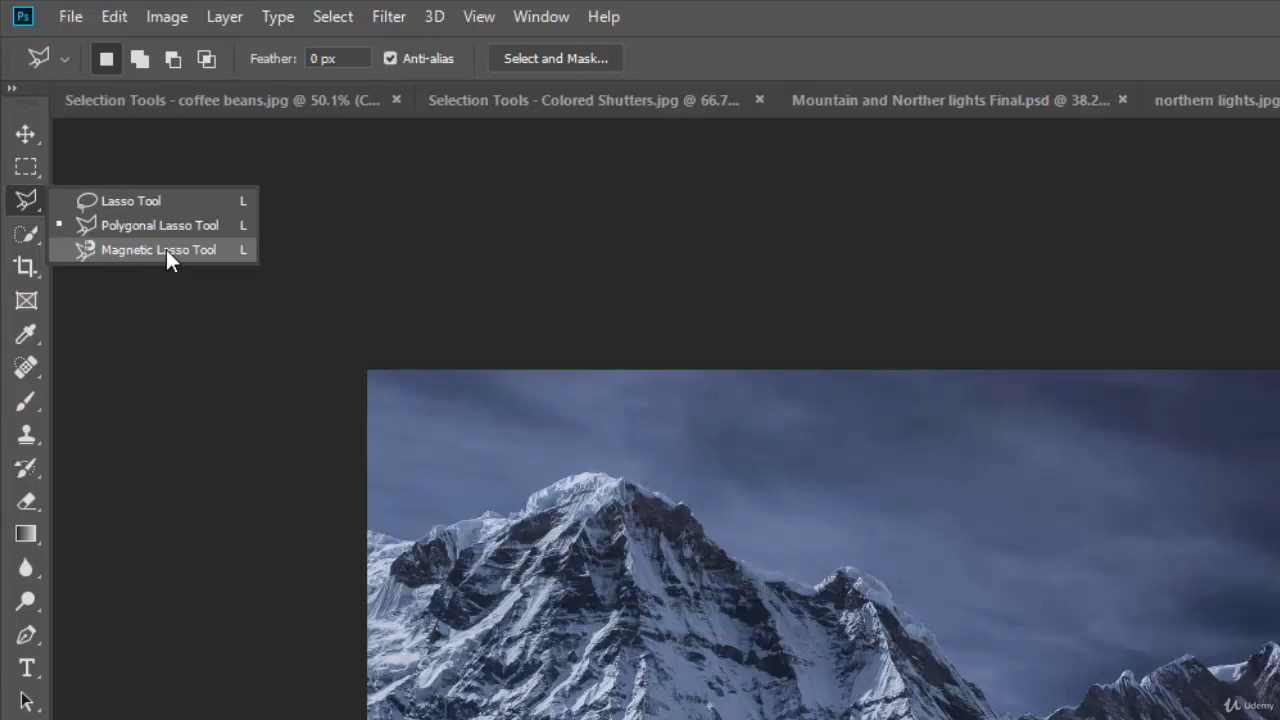 Ps File Edit Image Layer Type Select Filter 3D View Window Help
Feather: 0 px Anti-alias Select and Mask...
Selection Tools - coffee beans.jpg @ 50.1% (C... × Selection Tools - Colored Shutters.jpg @ 66.7... × Mountain and Norther lights Final.psd @ 38.2... × northern lights.jpg
Lasso Tool L
Polygonal Lasso Tool L
Magnetic Lasso Tool L
T
Udemy